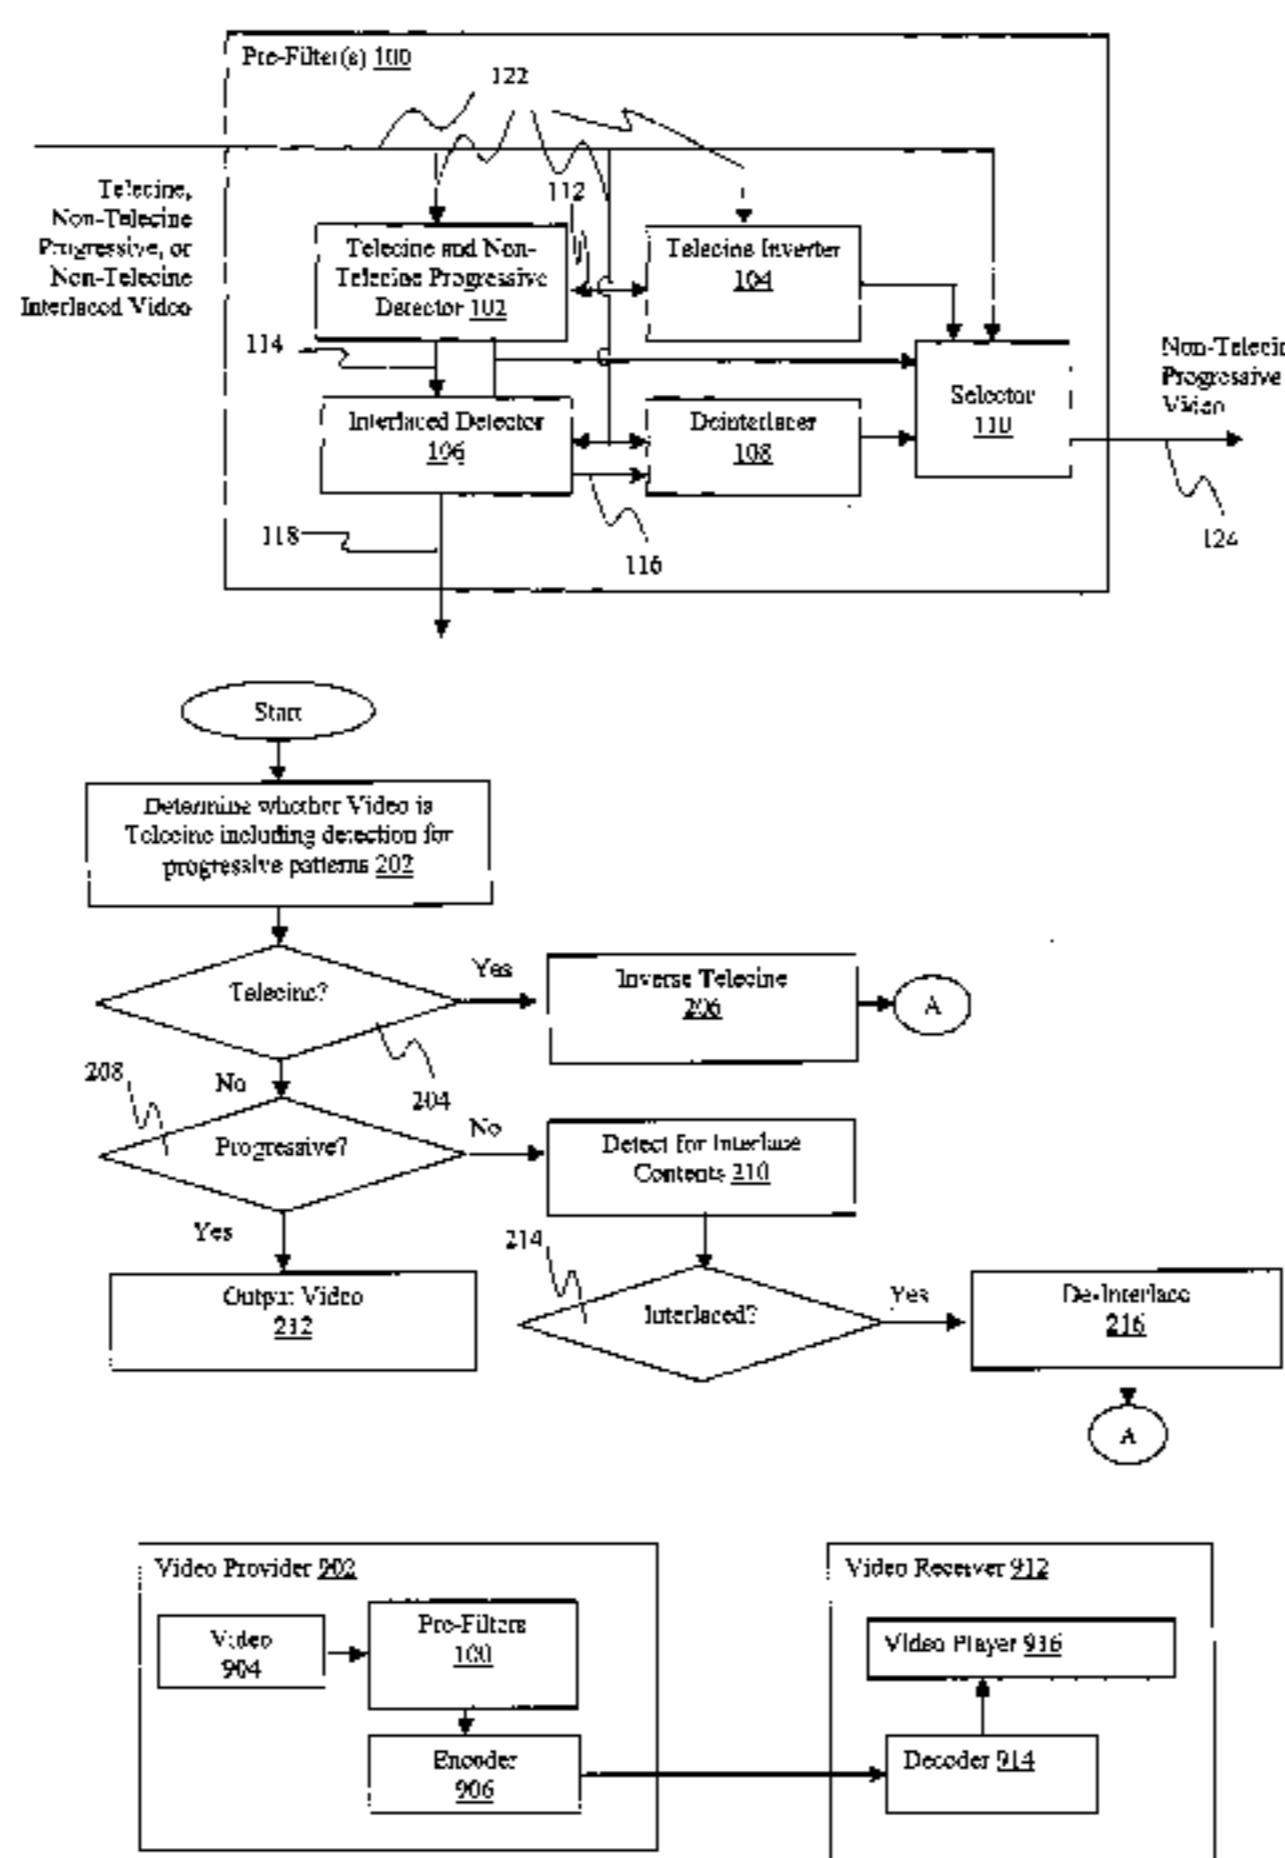 Pre-Filter(s) 100
122
Telecine,
Non-Telecine
Progressive, or
Non-Telecine
Interlaced Video
112
Telecine and Non-
Telecine Progressive
Detector 102
Telecine Inverter
104
114
Interlaced Detector
106
Deinterlacer
108
Selector
110
Non-Telecin
Progressive
Video
118
116
124
Start
Determine whether Video is
Telecine including detection for
progressive patterns 202
Telecine?
Yes
Inverse Telecine
206
A
208
No
204
Progressive?
No
Detect for Interlace
Contents 210
Yes
214
Output Video
212
Interlaced?
Yes
De-Interlace
216
A
Video Provider 902
Video
904
Pre-Filters
100
Encoder
906
Video Receiver 912
Video Player 916
Decoder 914